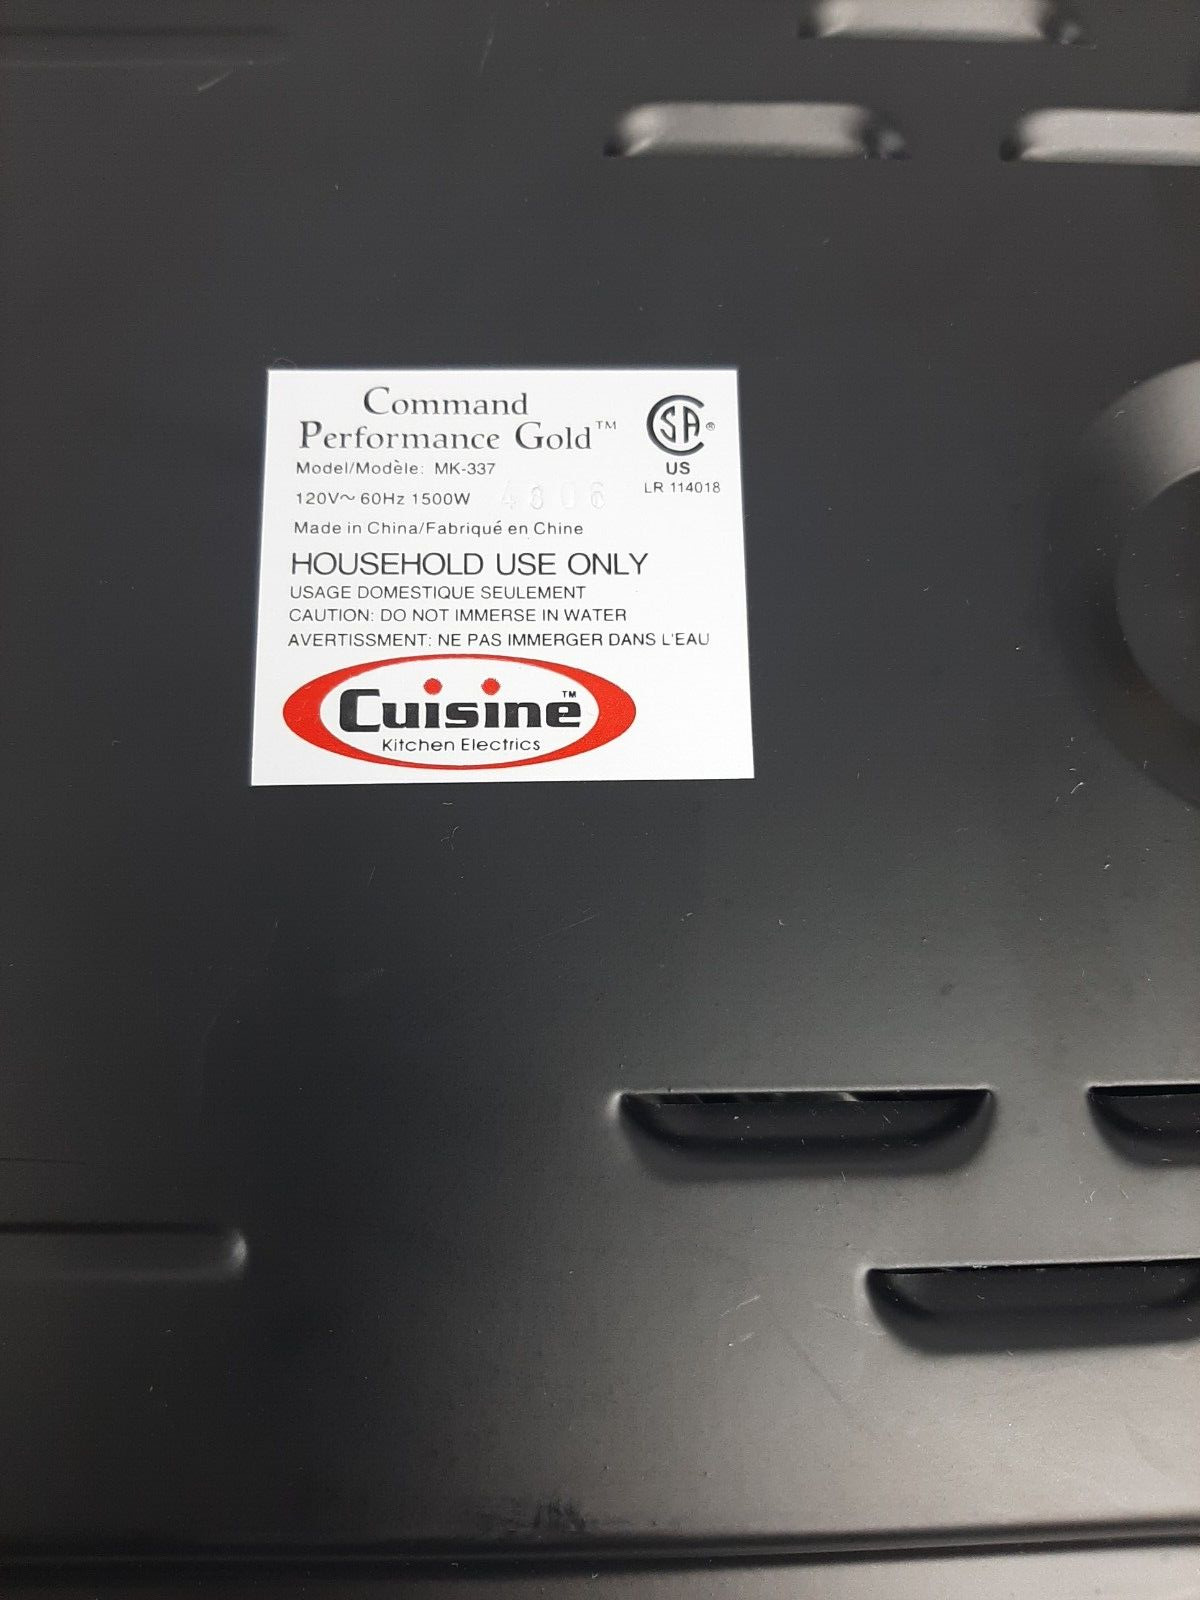 Command
Performance Gold™
CSA®
US
LR 114018
Model/Modèle: MK-337
120V~ 60Hz 1500W 4806
Made in China/Fabriqué en Chine
HOUSEHOLD USE ONLY
USAGE DOMESTIQUE SEULEMENT
CAUTION: DO NOT IMMERSE IN WATER
AVERTISSMENT: NE PAS IMMERGER DANS L'EAU
Cuisine™
Kitchen Electrics